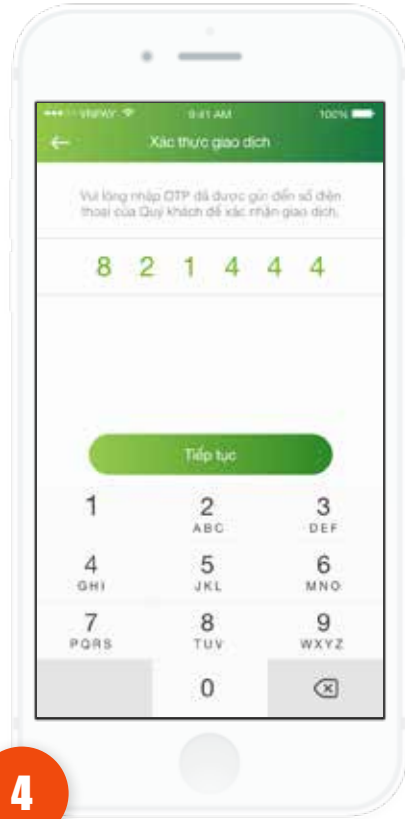 VNPAY 9:41 AM 100%
Xác thực giao dịch
Vui lòng nhập OTP đã được gửi đến số điện
thoại của Quý khách để xác nhận giao dịch.
8 2 1 4 4 4
Tiếp tục
1 2 3
ABC DEF
4 5 6
GHI JKL MNO
7 8 9
PQRS TUV WXYZ
0
4